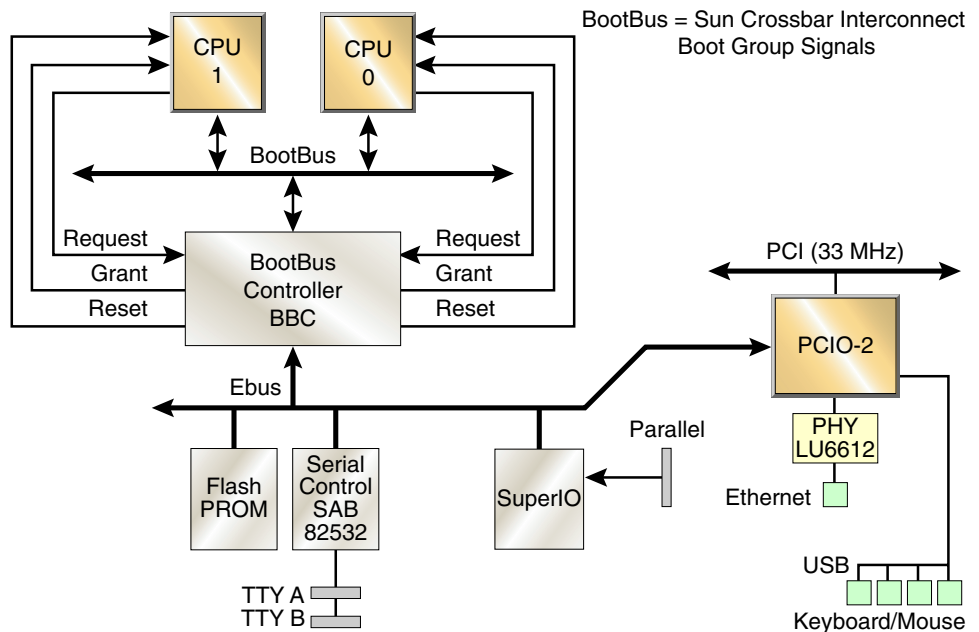 BootBus = Sun Crossbar Interconnect
Boot Group Signals
CPU
1
CPU
0
BootBus
Request
Grant
Reset
BootBus
Controller
BBC
Request
Grant
Reset
PCI (33 MHz)
PCIO-2
Ebus
Flash
PROM
Serial
Control
SAB
82532
SuperIO
Parallel
PHY
LU6612
Ethernet
TTY A
TTY B
USB
Keyboard/Mouse